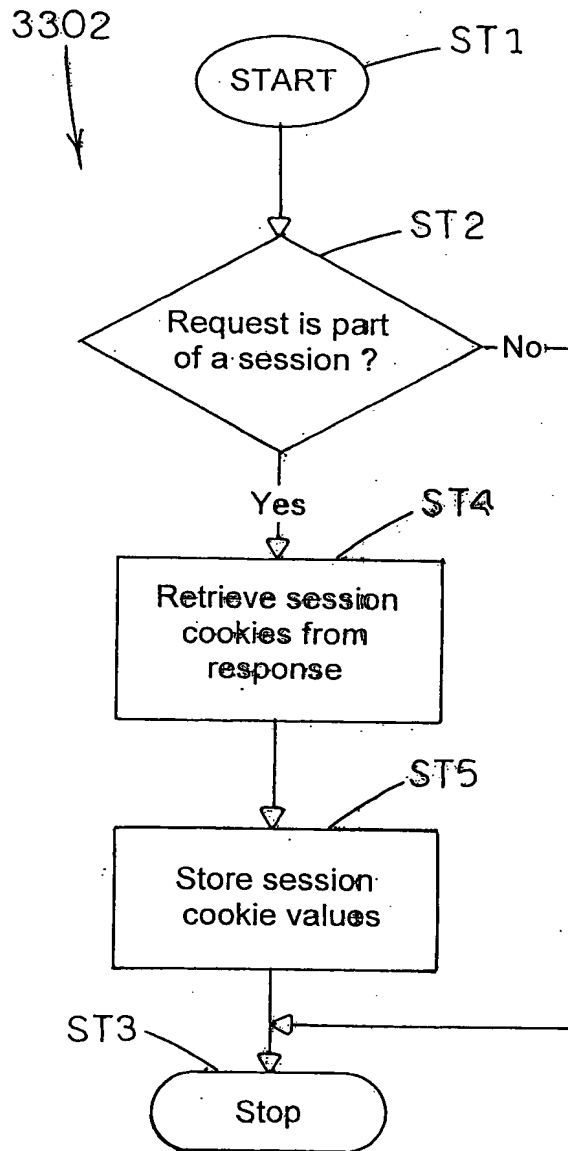 3302
ST1
START
ST2
Request is part
of a session ?
No
Yes
ST4
Retrieve session
cookies from
response
ST5
Store session
cookie values
ST3
Stop